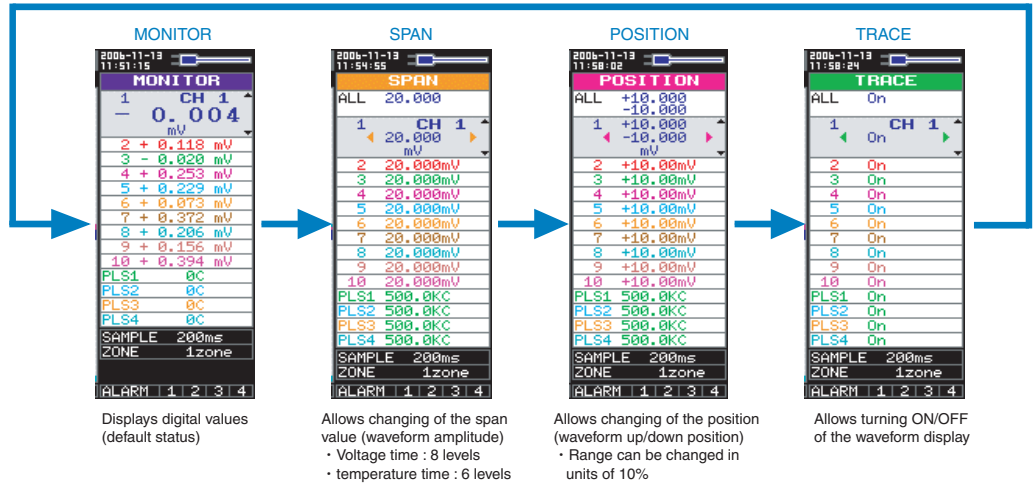 MONITOR
2006-11-13
11:51:15
MONITOR
1 CH 1
- 0.004
mV
2 + 0.118 mV
3 - 0.020 mV
4 + 0.253 mV
5 + 0.229 mV
6 + 0.073 mV
7 + 0.372 mV
8 + 0.206 mV
9 + 0.156 mV
10 + 0.394 mV
PLS1 0C
PLS2 0C
PLS3 0C
PLS4 0C
SAMPLE 200ms
ZONE 1zone
ALARM 1 2 3 4
Displays digital values
(default status)
SPAN
2006-11-13
11:54:55
SPAN
ALL 20.000
1 CH 1
20.000
mV
2 20.000mV
3 20.000mV
4 20.000mV
5 20.000mV
6 20.000mV
7 20.000mV
8 20.000mV
9 20.000mV
10 20.000mV
PLS1 500.0KC
PLS2 500.0KC
PLS3 500.0KC
PLS4 500.0KC
SAMPLE 200ms
ZONE 1zone
ALARM 1 2 3 4
Allows changing of the span
value (waveform amplitude)
・Voltage time : 8 levels
・temperature time : 6 levels
POSITION
2006-11-13
11:58:02
POSITION
ALL +10.000
-10.000
1 +10.000
-10.000
mV
2 +10.00mV
3 +10.00mV
4 +10.00mV
5 +10.00mV
6 +10.00mV
7 +10.00mV
8 +10.00mV
9 +10.00mV
10 +10.00mV
PLS1 500.0KC
PLS2 500.0KC
PLS3 500.0KC
PLS4 500.0KC
SAMPLE 200ms
ZONE 1zone
ALARM 1 2 3 4
Allows changing of the position
(waveform up/down position)
・Range can be changed in
units of 10%
TRACE
2006-11-13
11:58:24
TRACE
ALL On
1 CH 1
On
2 On
3 On
4 On
5 On
6 On
7 On
8 On
9 On
10 On
PLS1 On
PLS2 On
PLS3 On
PLS4 On
SAMPLE 200ms
ZONE 1zone
ALARM 1 2 3 4
Allows turning ON/OFF
of the waveform display